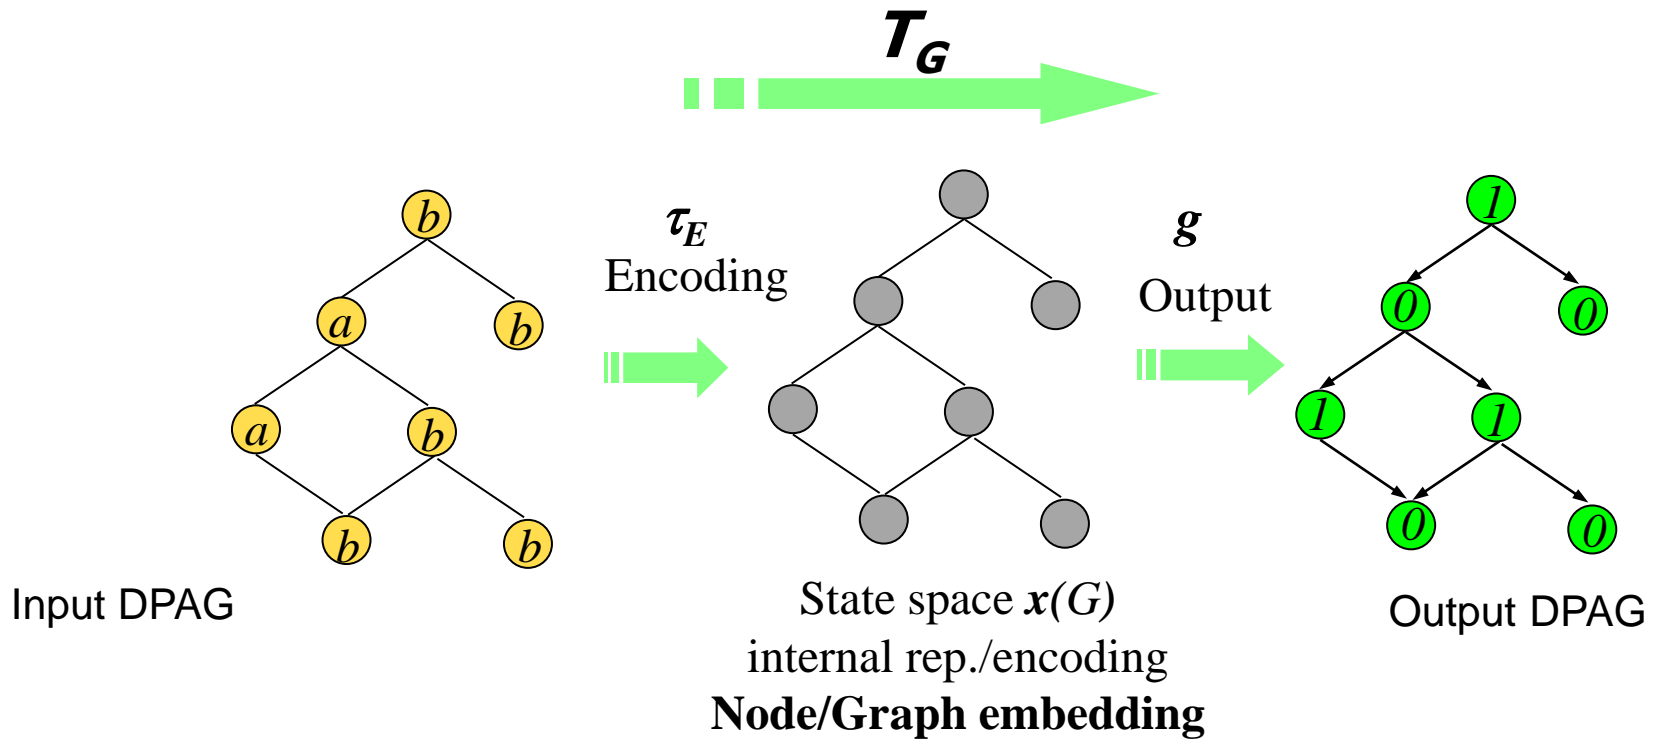 T_G
b
a b
a b
b b
Input DPAG
τ_E
Encoding
State space x(G)
internal rep./encoding
Node/Graph embedding
g
Output
1
0 0
1 1
0 0
Output DPAG